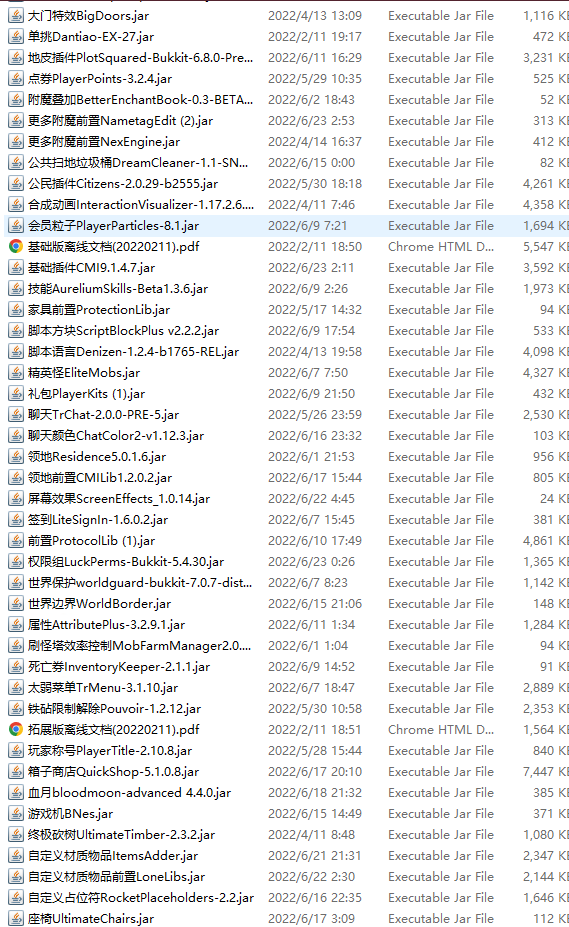 大门特效BigDoors.jar 2022/4/13 13:09 Executable Jar File 1,116 KB
单挑Dantiao-EX-27.jar 2022/2/11 19:17 Executable Jar File 472 KB
地皮插件PlotSquared-Bukkit-6.8.0-Pre... 2022/6/11 16:29 Executable Jar File 3,231 KB
点券PlayerPoints-3.2.4.jar 2022/5/29 10:35 Executable Jar File 525 KB
附魔叠加BetterEnchantBook-0.3-BETA... 2022/6/2 18:43 Executable Jar File 52 KB
更多附魔前置NametagEdit (2).jar 2022/6/23 2:53 Executable Jar File 313 KB
更多附魔前置NexEngine.jar 2022/4/14 16:37 Executable Jar File 412 KB
公共扫地垃圾桶DreamCleaner-1.1-SN... 2022/6/15 0:00 Executable Jar File 82 KB
公民插件Citizens-2.0.29-b2555.jar 2022/5/30 18:18 Executable Jar File 4,261 KB
合成动画InteractionVisualizer-1.17.2.6.... 2022/4/11 7:46 Executable Jar File 4,358 KB
会员粒子PlayerParticles-8.1.jar 2022/6/9 7:21 Executable Jar File 1,694 KB
基础版离线文档(20220211).pdf 2022/2/11 18:50 Chrome HTML D... 5,547 KB
基础插件CMI9.1.4.7.jar 2022/6/23 2:11 Executable Jar File 3,592 KB
技能AureliumSkills-Beta1.3.6.jar 2022/6/9 2:26 Executable Jar File 1,973 KB
家具前置ProtectionLib.jar 2022/5/17 14:32 Executable Jar File 94 KB
脚本方块ScriptBlockPlus v2.2.2.jar 2022/6/9 17:54 Executable Jar File 533 KB
脚本语言Denizen-1.2.4-b1765-REL.jar 2022/4/13 19:58 Executable Jar File 4,098 KB
精英怪EliteMobs.jar 2022/6/7 7:50 Executable Jar File 4,327 KB
礼包PlayerKits (1).jar 2022/6/9 21:50 Executable Jar File 432 KB
聊天TrChat-2.0.0-PRE-5.jar 2022/5/26 23:59 Executable Jar File 2,530 KB
聊天颜色ChatColor2-v1.12.3.jar 2022/6/16 23:32 Executable Jar File 103 KB
领地Residence5.0.1.6.jar 2022/6/1 21:53 Executable Jar File 956 KB
领地前置CMILib1.2.0.2.jar 2022/6/17 15:44 Executable Jar File 805 KB
屏幕效果ScreenEffects_1.0.14.jar 2022/6/22 4:45 Executable Jar File 24 KB
签到LiteSignIn-1.6.0.2.jar 2022/6/7 15:45 Executable Jar File 381 KB
前置ProtocolLib (1).jar 2022/6/10 17:49 Executable Jar File 4,861 KB
权限组LuckPerms-Bukkit-5.4.30.jar 2022/6/23 0:26 Executable Jar File 1,365 KB
世界保护worldguard-bukkit-7.0.7-dist... 2022/6/7 8:23 Executable Jar File 1,142 KB
世界边界WorldBorder.jar 2022/6/15 21:06 Executable Jar File 148 KB
属性AttributePlus-3.2.9.1.jar 2022/6/11 1:34 Executable Jar File 1,284 KB
刷怪塔效率控制MobFarmManager2.0.... 2022/6/1 1:04 Executable Jar File 94 KB
死亡券InventoryKeeper-2.1.1.jar 2022/6/9 14:52 Executable Jar File 91 KB
太弱菜单TrMenu-3.1.10.jar 2022/6/7 18:47 Executable Jar File 2,889 KB
铁砧限制解除Pouvoir-1.2.12.jar 2022/5/30 10:58 Executable Jar File 2,353 KB
拓展版离线文档(20220211).pdf 2022/2/11 18:51 Chrome HTML D... 1,564 KB
玩家称号PlayerTitle-2.10.8.jar 2022/5/28 15:44 Executable Jar File 840 KB
箱子商店QuickShop-5.1.0.8.jar 2022/6/17 20:10 Executable Jar File 7,447 KB
血月bloodmoon-advanced 4.4.0.jar 2022/6/18 21:32 Executable Jar File 385 KB
游戏机BNes.jar 2022/6/15 14:49 Executable Jar File 371 KB
终极砍树UltimateTimber-2.3.2.jar 2022/4/11 8:48 Executable Jar File 1,080 KB
自定义材质物品ItemsAdder.jar 2022/6/21 21:31 Executable Jar File 2,347 KB
自定义材质物品前置LoneLibs.jar 2022/6/22 2:30 Executable Jar File 2,144 KB
自定义占位符RocketPlaceholders-2.2.jar 2022/6/16 22:35 Executable Jar File 1,646 KB
座椅UltimateChairs.jar 2022/6/17 3:09 Executable Jar File 112 KB